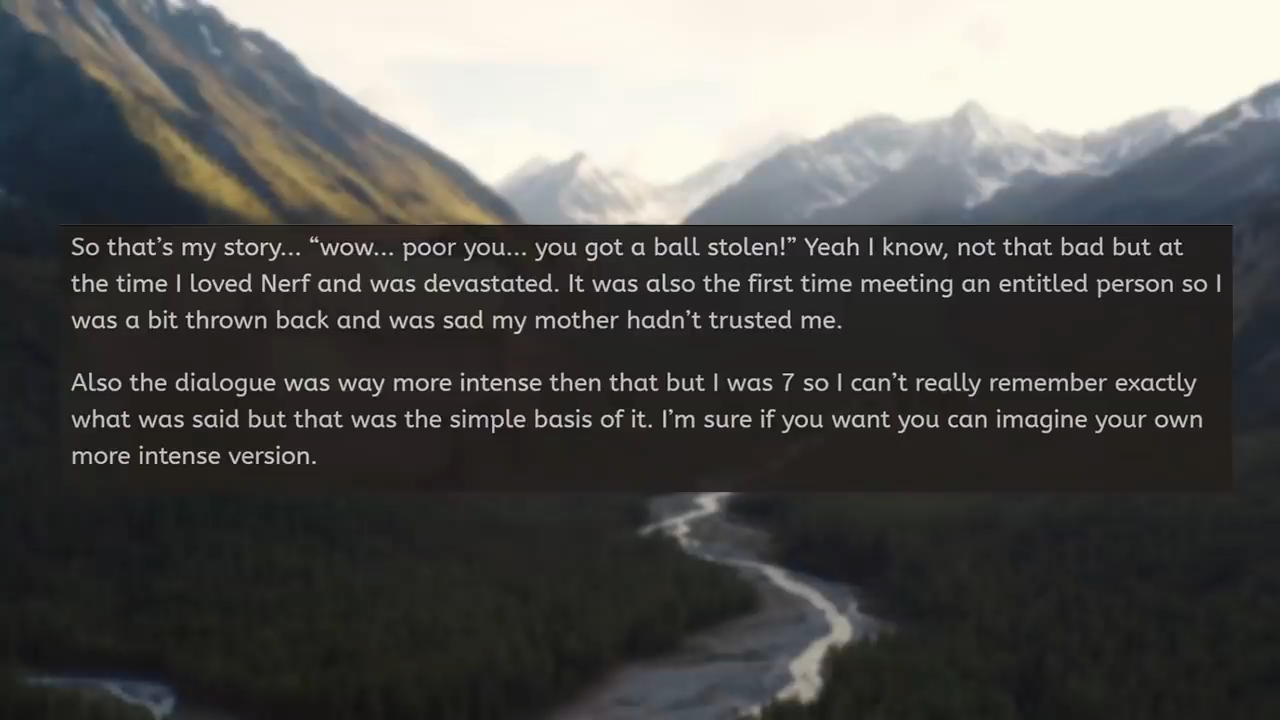 So that’s my story... “wow... poor you... you got a ball stolen!” Yeah I know, not that bad but at
the time I loved Nerf and was devastated. It was also the first time meeting an entitled person so I
was a bit thrown back and was sad my mother hadn’t trusted me.
Also the dialogue was way more intense then that but I was 7 so I can’t really remember exactly
what was said but that was the simple basis of it. I’m sure if you want you can imagine your own
more intense version.